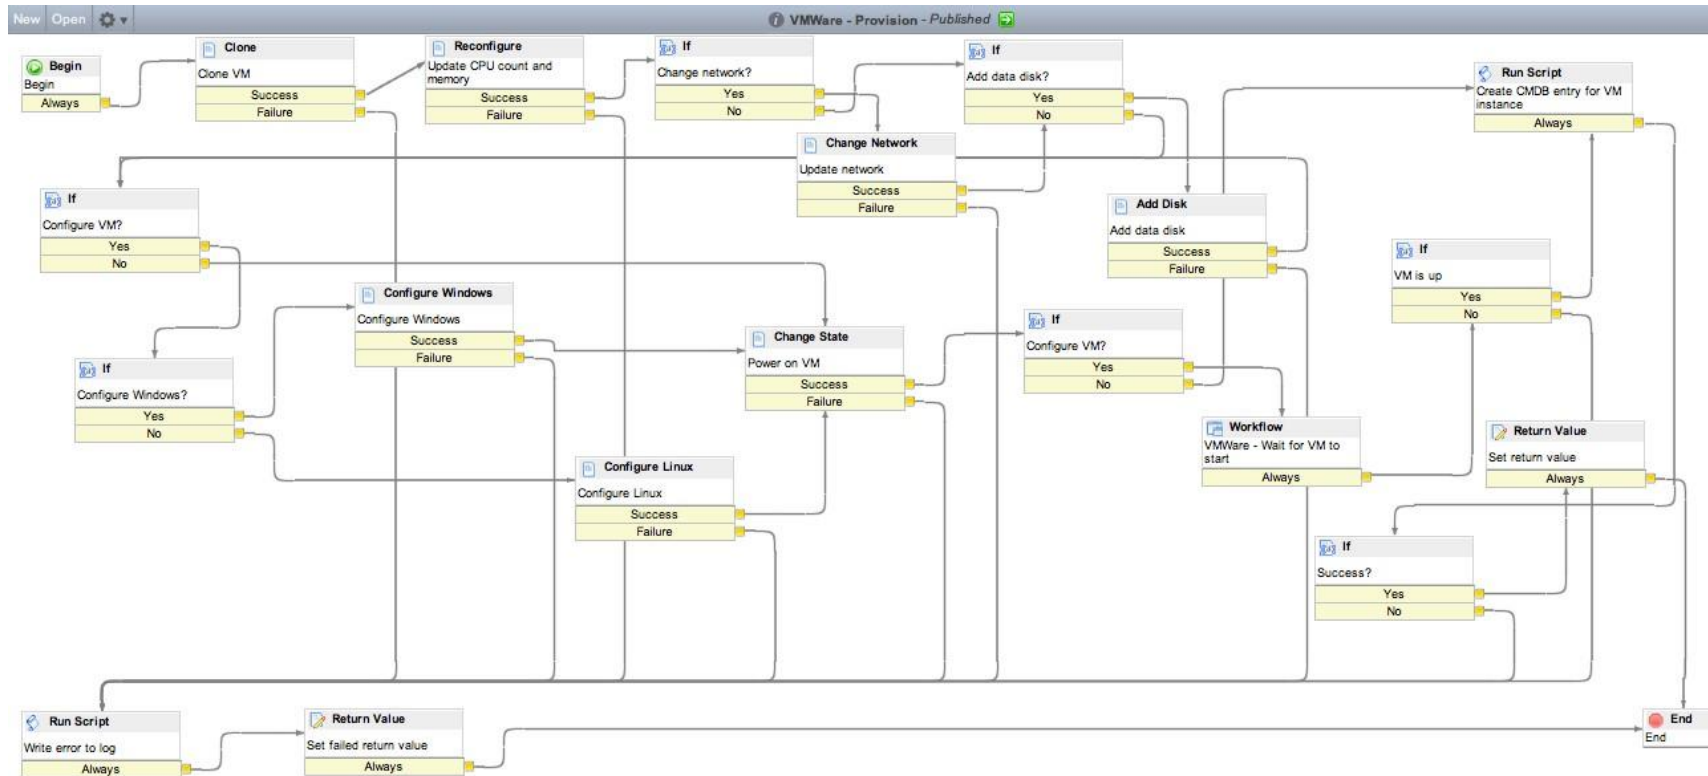 New Open
VMWare - Provision - Published
Begin
Begin
Always
Clone
Clone VM
Success
Failure
Reconfigure
Update CPU count and
memory
Success
Failure
If
Change network?
Yes
No
If
Add data disk?
Yes
No
Run Script
Create CMDB entry for VM
instance
Always
Change Network
Update network
Success
Failure
If
Configure VM?
Yes
No
Add Disk
Add data disk
Success
Failure
If
VM is up
Yes
No
Configure Windows
Configure Windows
Success
Failure
Change State
Power on VM
Success
Failure
If
Configure VM?
Yes
No
If
Configure Windows?
Yes
No
Workflow
VMWare - Wait for VM to
start
Always
Return Value
Set return value
Always
Configure Linux
Configure Linux
Success
Failure
If
Success?
Yes
No
Run Script
Write error to log
Always
Return Value
Set failed return value
Always
End
End